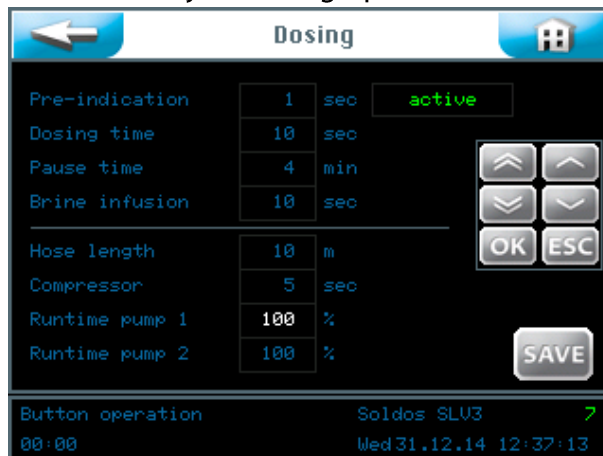 Dosing
Pre-indication 1 sec active
Dosing time 10 sec
Pause time 4 min
Brine infusion 10 sec
Hose length 10 m
OK ESC
Compressor 5 sec
Runtime pump 1 100 %
Runtime pump 2 100 %
SAVE
Button operation Soldos SLV3 7
00:00 Wed 31.12.14 12:37:13